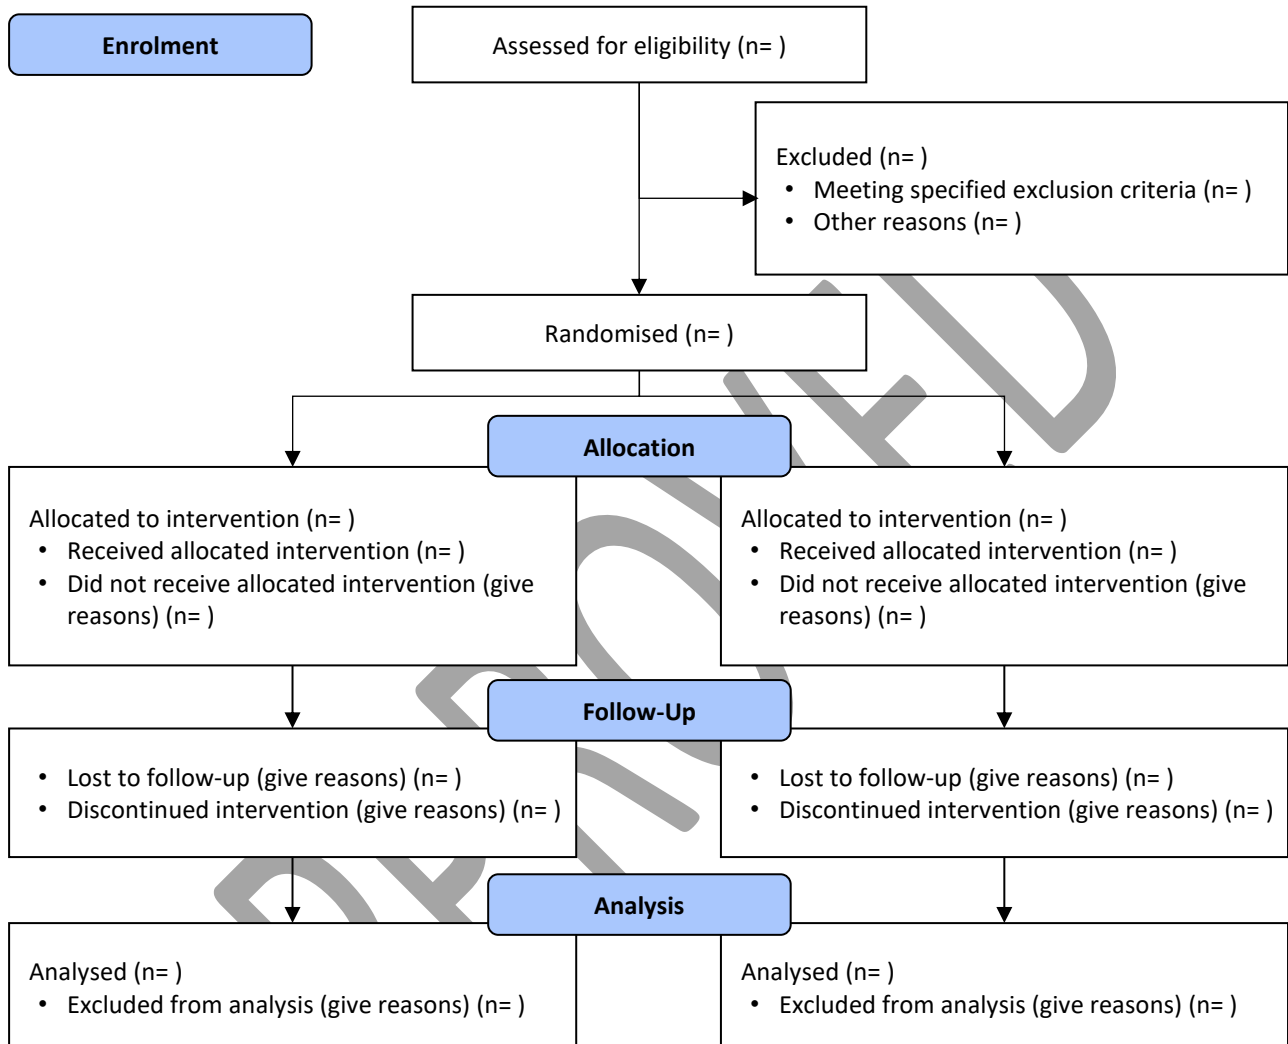 Enrolment
Assessed for eligibility (n= )
Excluded (n= )
• Meeting specified exclusion criteria (n= )
• Other reasons (n= )
Randomised (n= )
Allocation
Allocated to intervention (n= )
• Received allocated intervention (n= )
• Did not receive allocated intervention (give
reasons) (n= )
Allocated to intervention (n= )
• Received allocated intervention (n= )
• Did not receive allocated intervention (give
reasons) (n= )
Follow-Up
• Lost to follow-up (give reasons) (n= )
• Discontinued intervention (give reasons) (n= )
• Lost to follow-up (give reasons) (n= )
• Discontinued intervention (give reasons) (n= )
Analysis
Analysed (n= )
• Excluded from analysis (give reasons) (n= )
Analysed (n= )
• Excluded from analysis (give reasons) (n= )